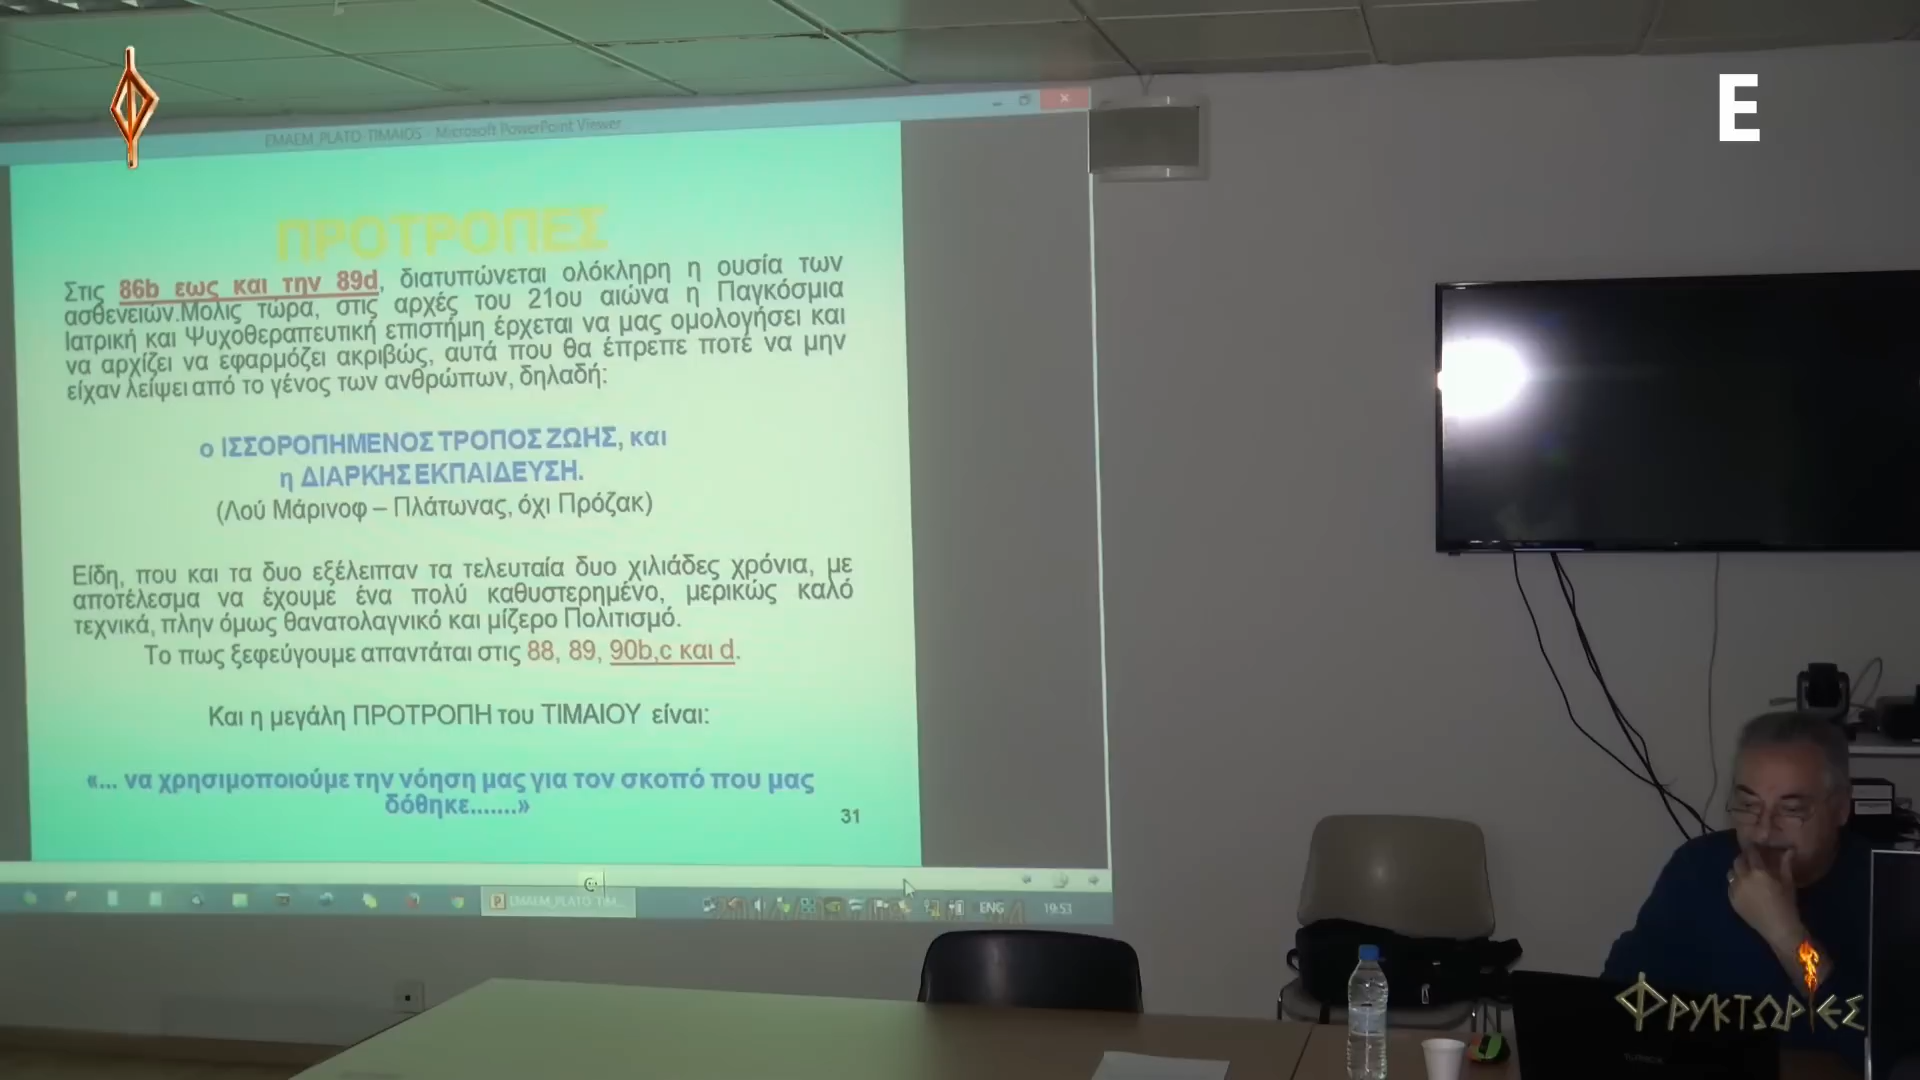 E
EMAEM_PLATO-TIMAIOS - Microsoft PowerPoint Viewer
ΠΡΟΤΡΟΠΕΣ
Στις 86b εως και την 89d, διατυπώνεται ολόκληρη η ουσία των
ασθενειών.Μόλις τώρα, στις αρχές του 21ου αιώνα η Παγκόσμια
Ιατρική και Ψυχοθεραπευτική επιστήμη έρχεται να μας ομολογήσει και
να αρχίζει να εφαρμόζει ακριβώς, αυτά που θα έπρεπε ποτέ να μην
είχαν λείψει από το γένος των ανθρώπων, δηλαδή:
ο ΙΣΣΟΡΟΠΗΜΕΝΟΣ ΤΡΟΠΟΣ ΖΩΗΣ, και
η ΔΙΑΡΚΗΣ ΕΚΠΑΙΔΕΥΣΗ.
(Λού Μάρινοφ – Πλάτωνας, όχι Πρόζακ)
Είδη, που και τα δυο εξέλειπαν τα τελευταία δυο χιλιάδες χρόνια, με
αποτέλεσμα να έχουμε ένα πολύ καθυστερημένο, μερικώς καλό
τεχνικά, πλην όμως θανατολαγνικό και μίζερο Πολιτισμό.
Το πως ξεφεύγουμε απαντάται στις 88, 89, 90b,c και d.
Και η μεγάλη ΠΡΟΤΡΟΠΗ του ΤΙΜΑΙΟΥ είναι:
«... να χρησιμοποιούμε την νόηση μας για τον σκοπό που μας
δόθηκε.......»
31
EMAEM_PLATO-TIM...
ENG
19:53
ΦΡΥΚΤΩΡΙΕΣ